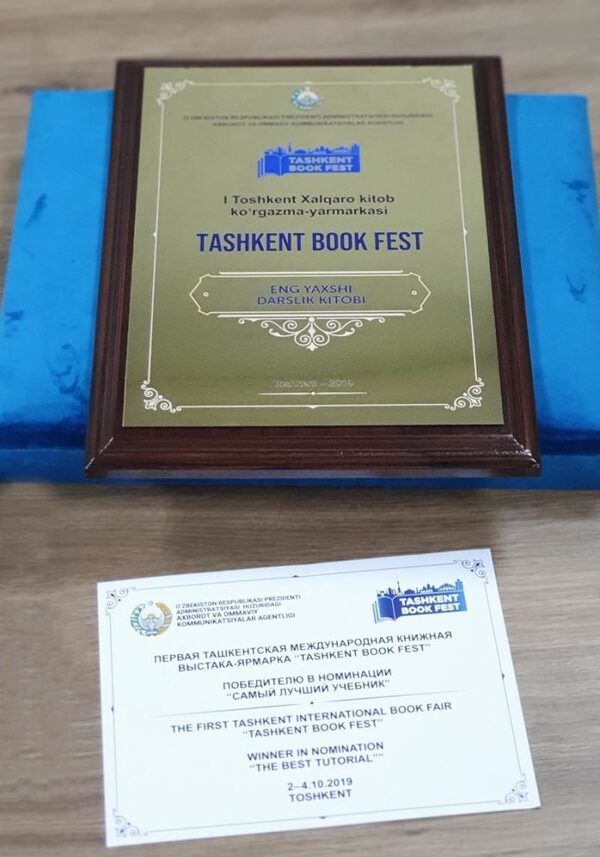 O'ZBEKISTON RESPUBLIKASI PREZIDENTI ADMINISTRATSIYASI HUZURIDAGI
AXBOROT VA OMMAVIY KOMMUNIKATSIYALAR AGENTLIGI
TASHKENT
BOOK FEST
I Toshkent Xalqaro kitob
ko'rgazma-yarmarkasi
TASHKENT BOOK FEST
ENG YAXSHI
DARSLIK KITOBI
Toshkent – 2019
O'ZBEKISTON RESPUBLIKASI PREZIDENTI
ADMINISTRATSIYASI HUZURIDAGI
AXBOROT VA OMMAVIY
KOMMUNIKATSIYALAR AGENTLIGI
TASHKENT
BOOK FEST
ПЕРВАЯ ТАШКЕНТСКАЯ МЕЖДУНАРОДНАЯ КНИЖНАЯ
ВЫСТАКА-ЯРМАРКА "TASHKENT BOOK FEST"
ПОБЕДИТЕЛЮ В НОМИНАЦИИ
"САМЫЙ ЛУЧШИЙ УЧЕБНИК"
THE FIRST TASHKENT INTERNATIONAL BOOK FAIR
"TASHKENT BOOK FEST"
WINNER IN NOMINATION
"THE BEST TUTORIAL""
2–4.10.2019
TOSHKENT